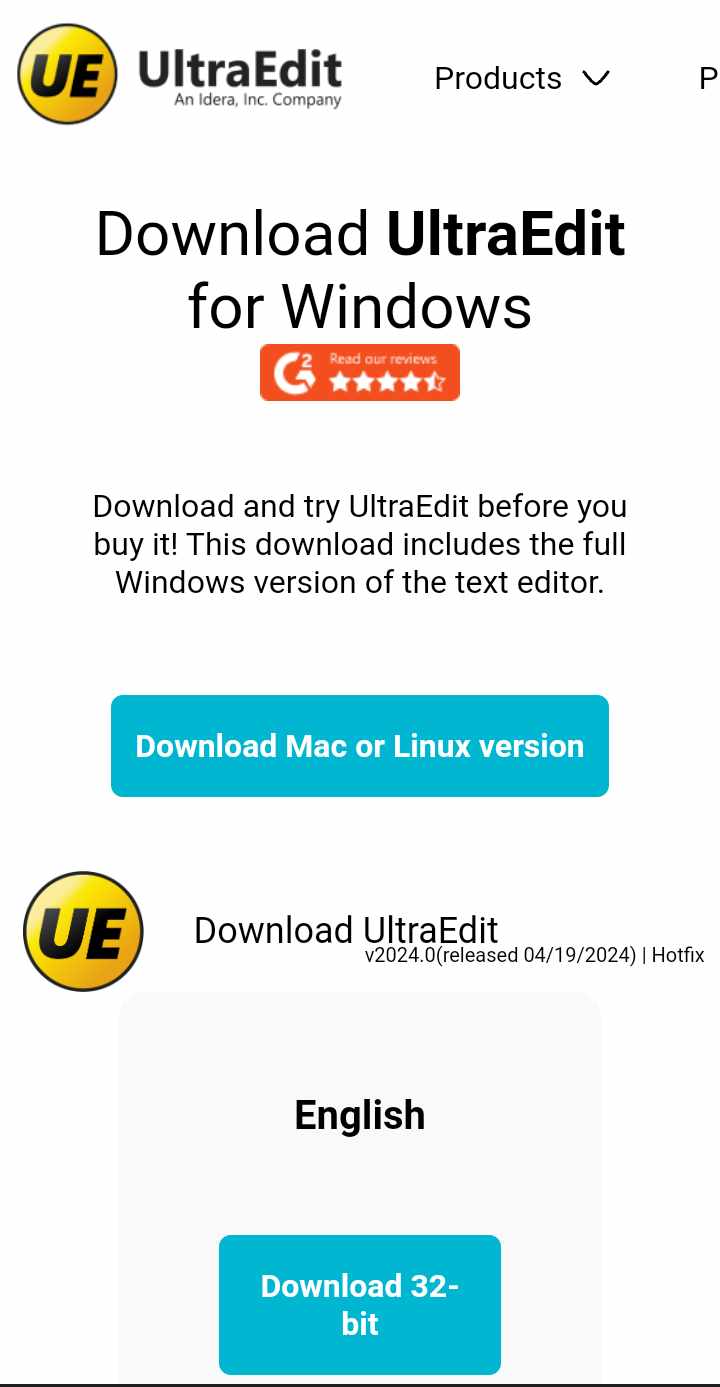 UE UltraEdit
An Idera, Inc. Company
Products
P
Download UltraEdit
for Windows
G2 Read our reviews
Download and try UltraEdit before you
buy it! This download includes the full
Windows version of the text editor.
Download Mac or Linux version
UE Download UltraEdit
v2024.0(released 04/19/2024) | Hotfix
English
Download 32-
bit